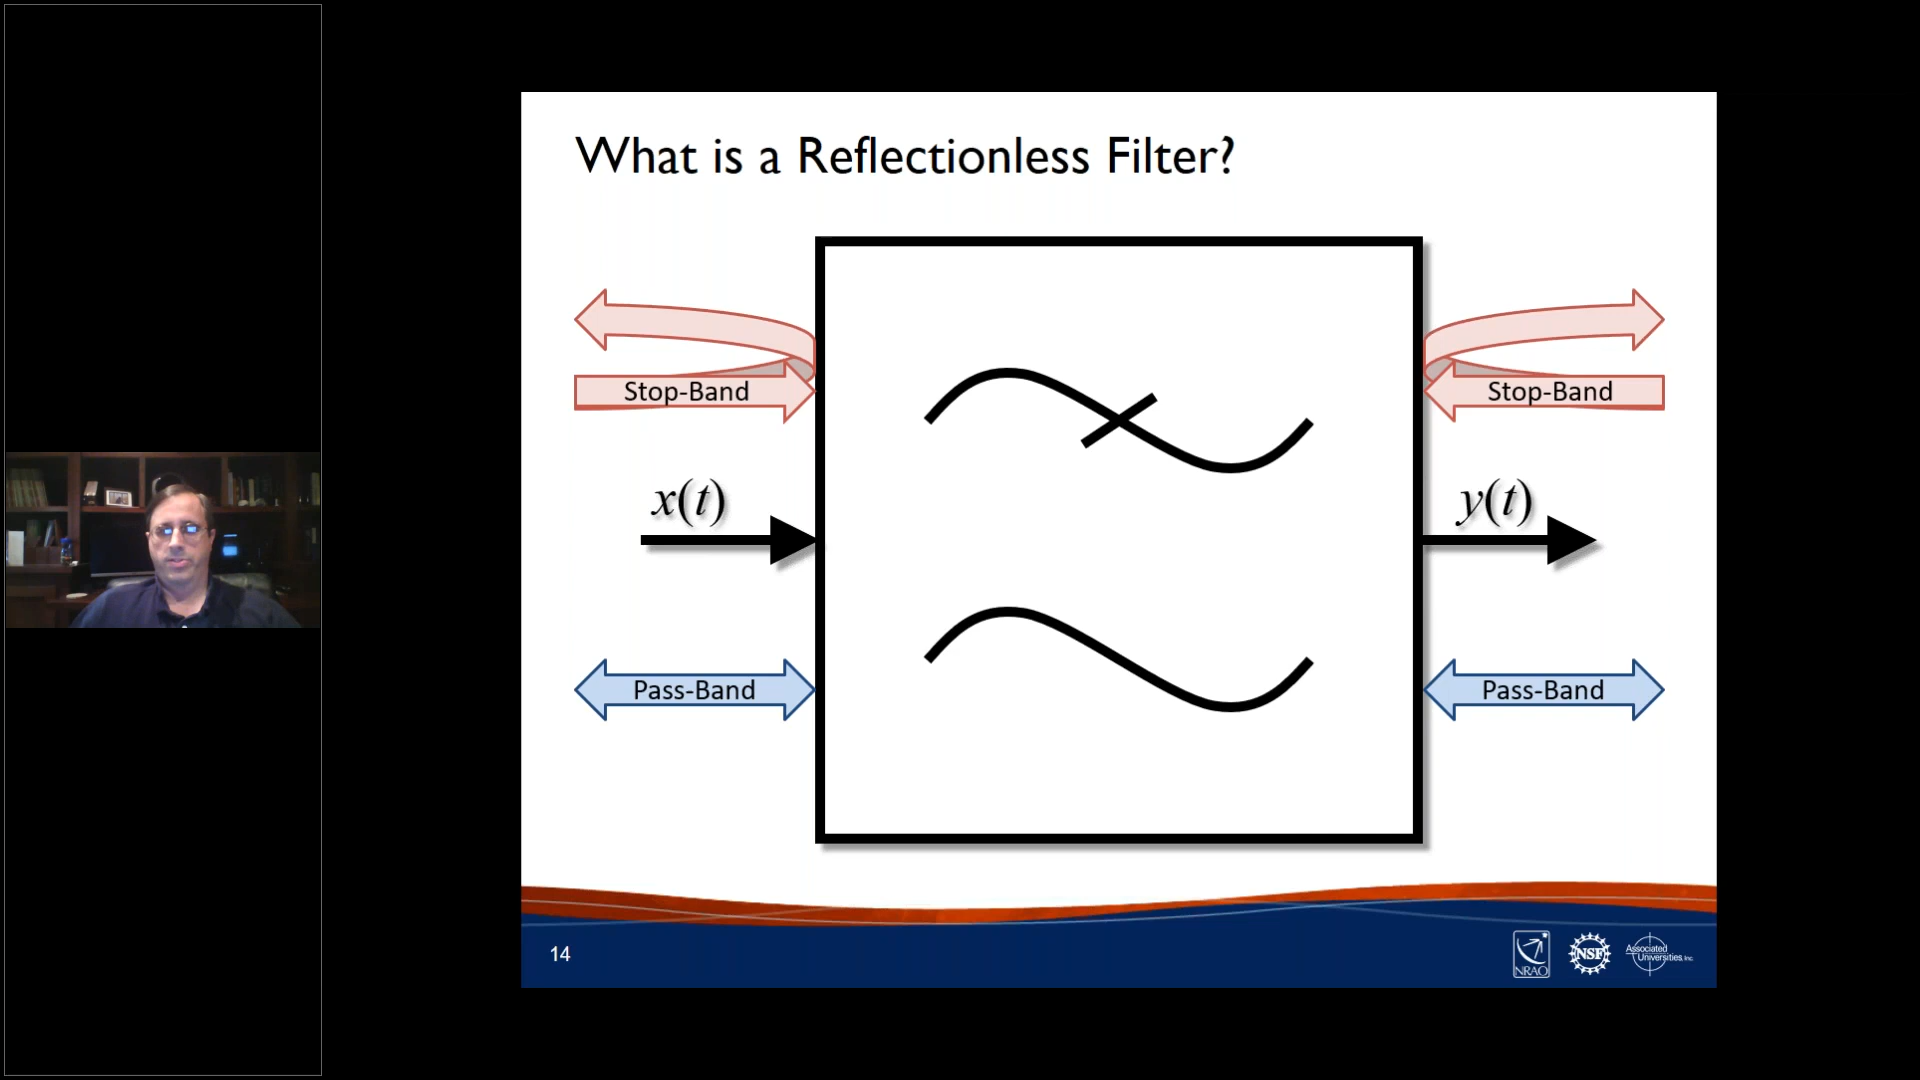 What is a Reflectionless Filter?
Stop-Band
Stop-Band
x(t)
y(t)
Pass-Band
Pass-Band
14
NRAO
NSF
Associated
Universities, Inc.